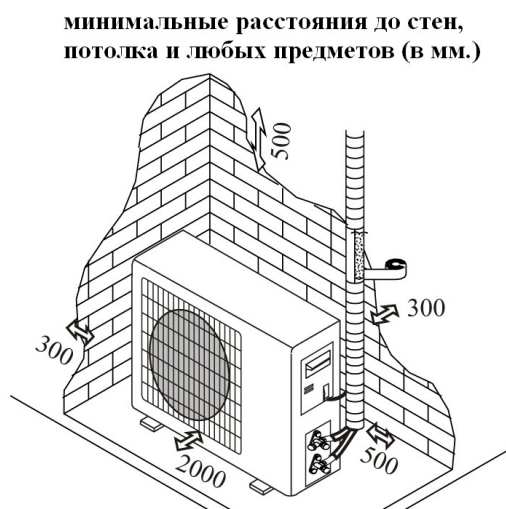 минимальные расстояния до стен,
потолка и любых предметов (в мм.)
500
300
300
2000
500